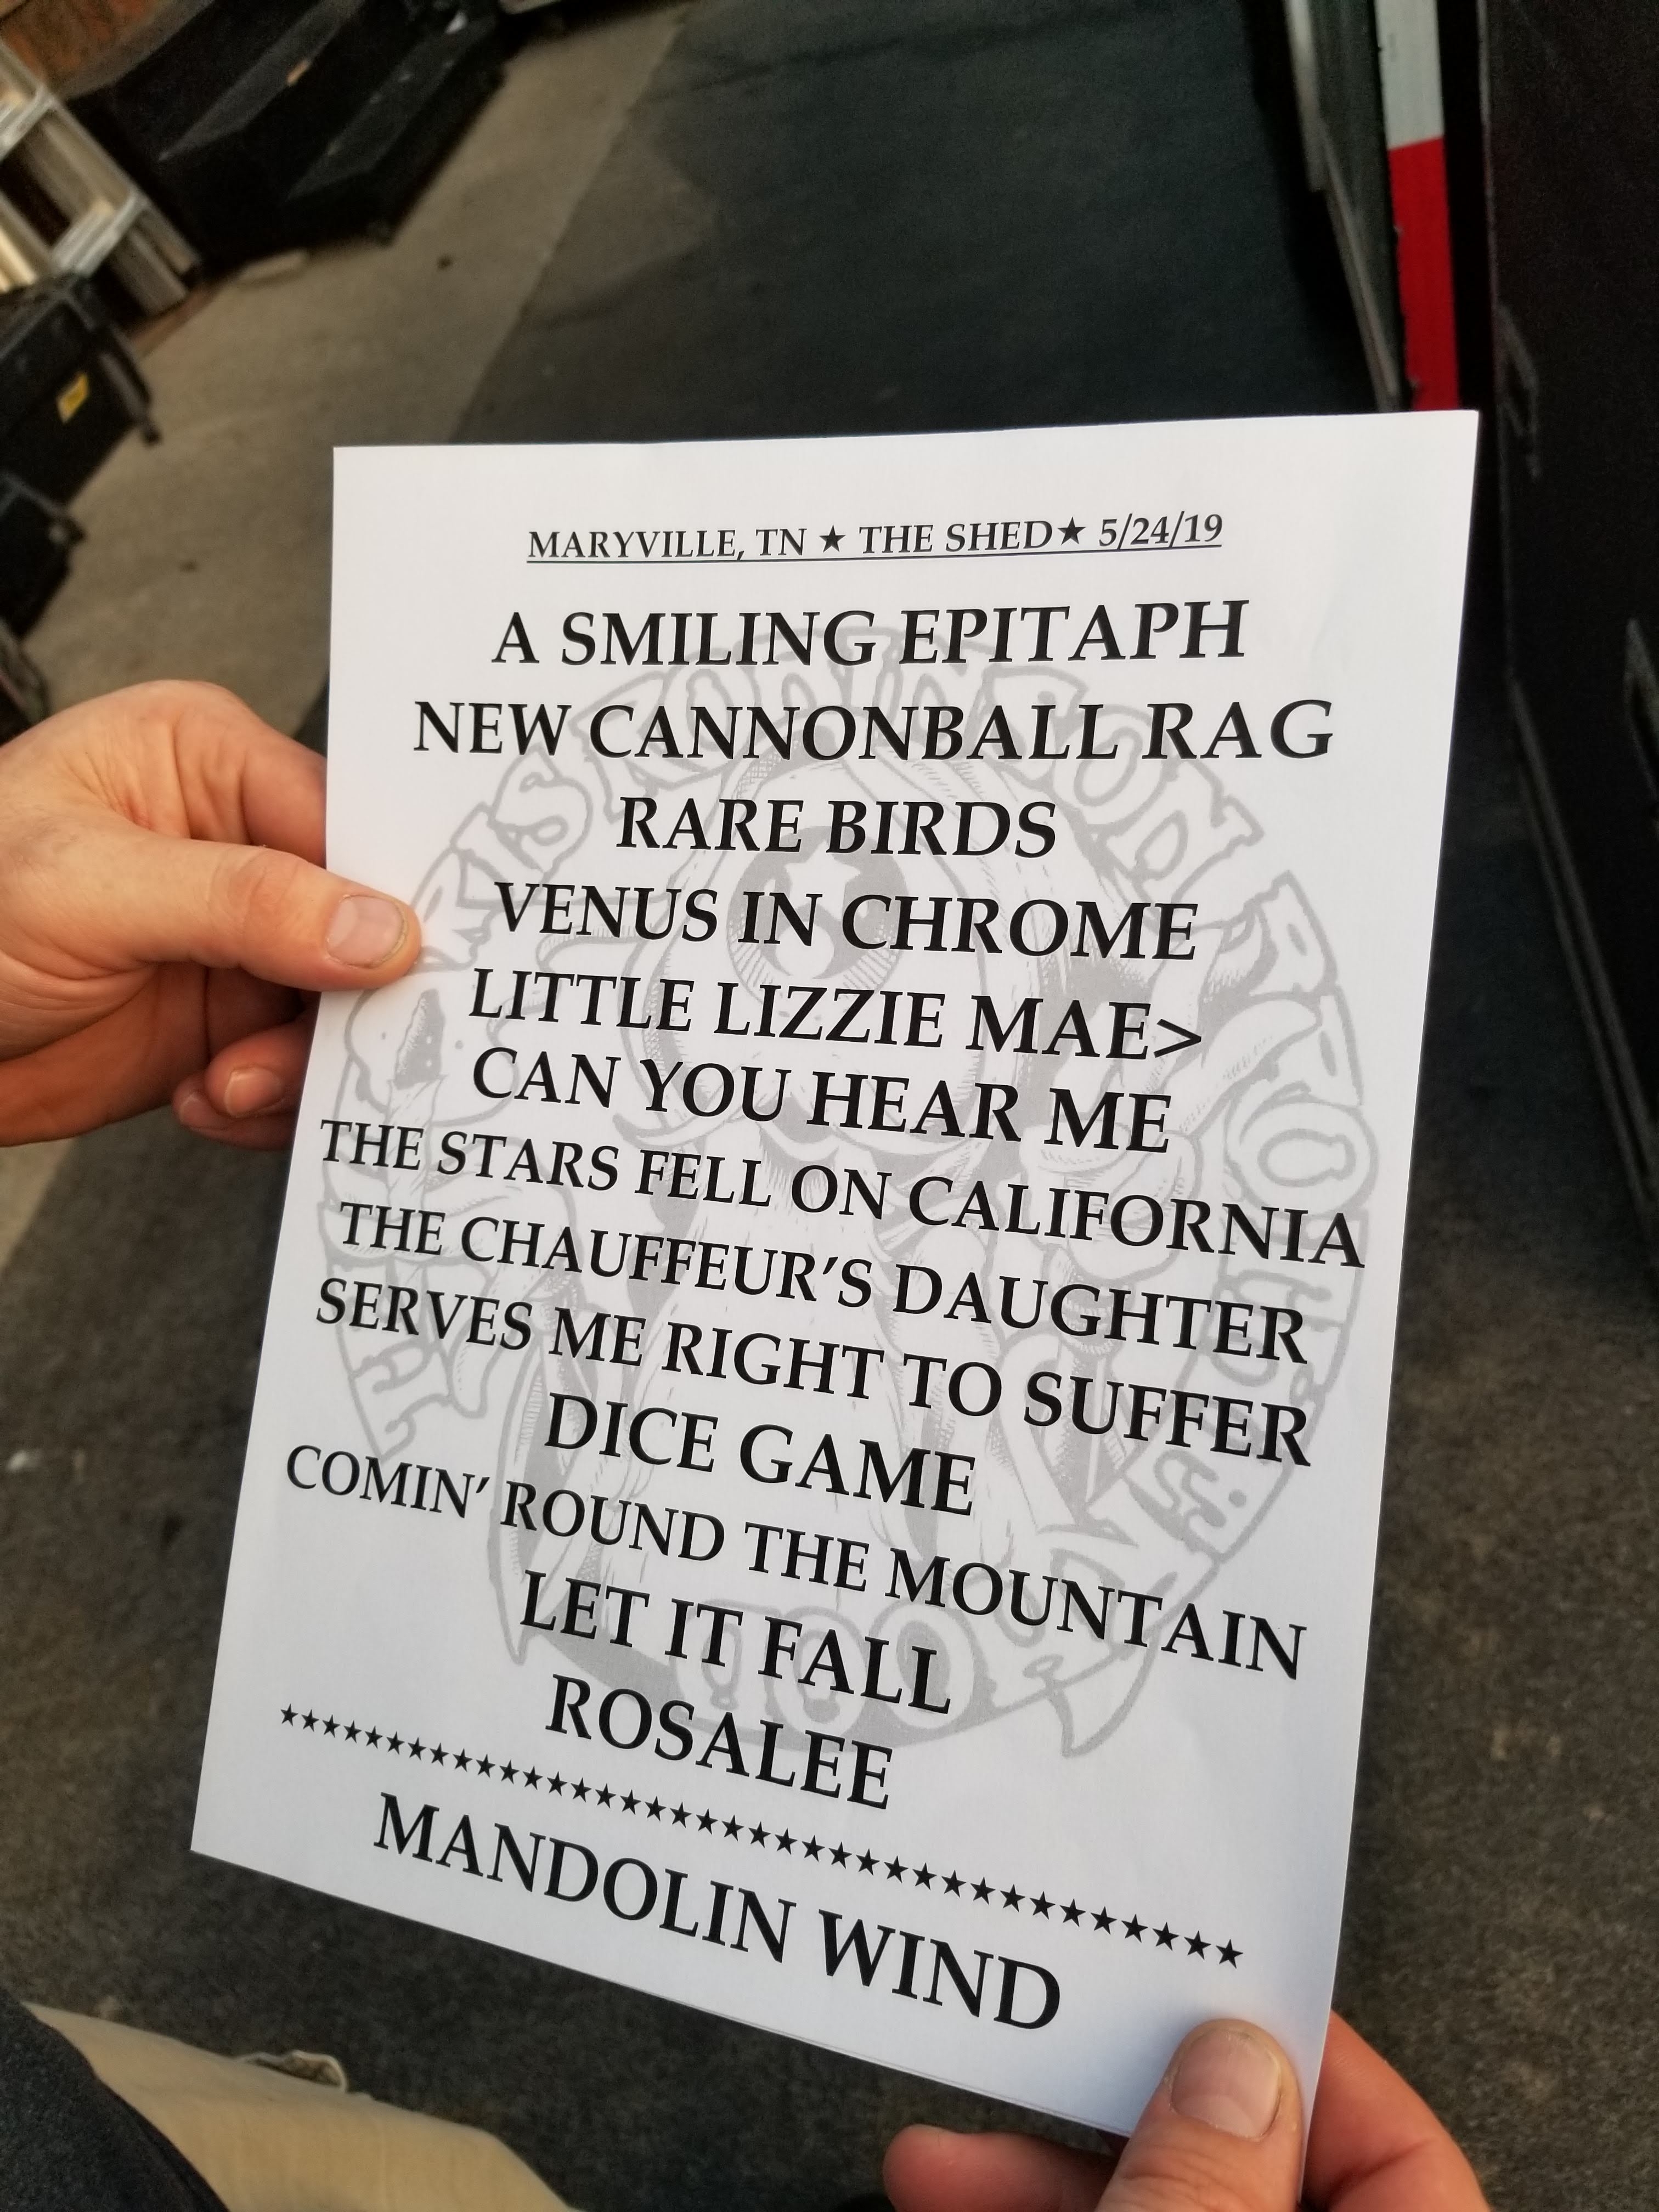 MARYVILLE, TN ★ THE SHED★ 5/24/19
A SMILING EPITAPH
NEW CANNONBALL RAG
RARE BIRDS
VENUS IN CHROME
LITTLE LIZZIE MAE>
CAN YOU HEAR ME
THE STARS FELL ON CALIFORNIA
THE CHAUFFEUR’S DAUGHTER
SERVES ME RIGHT TO SUFFER
DICE GAME
COMIN’ ROUND THE MOUNTAIN
LET IT FALL
ROSALEE
MANDOLIN WIND